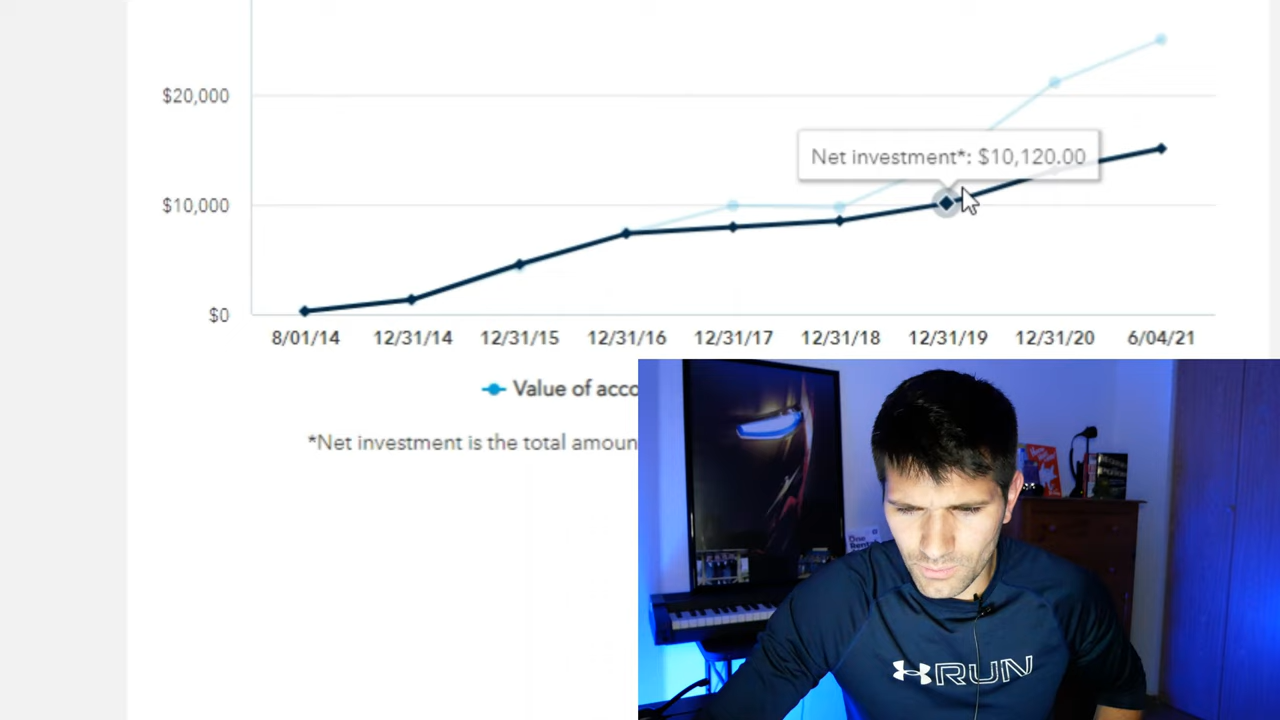 $20,000
Net investment*: $10,120.00
$10,000
$0
8/01/14 12/31/14 12/31/15 12/31/16 12/31/17 12/31/18 12/31/19 12/31/20 6/04/21
Value of acco
*Net investment is the total amoun
One
Rental
RUN